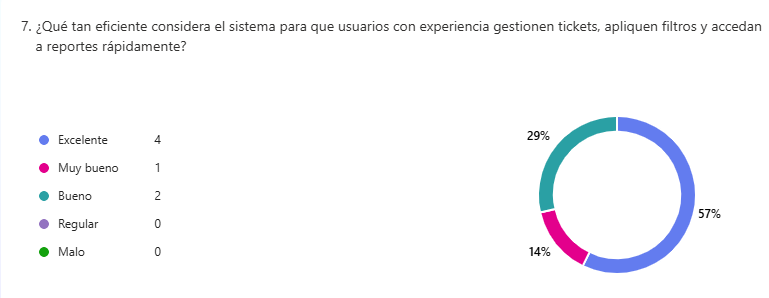 7. ¿Qué tan eficiente considera el sistema para que usuarios con experiencia gestionen tickets, apliquen filtros y accedan
a reportes rápidamente?
Excelente 4
Muy bueno 1
Bueno 2
Regular 0
Malo 0
29%
57%
14%